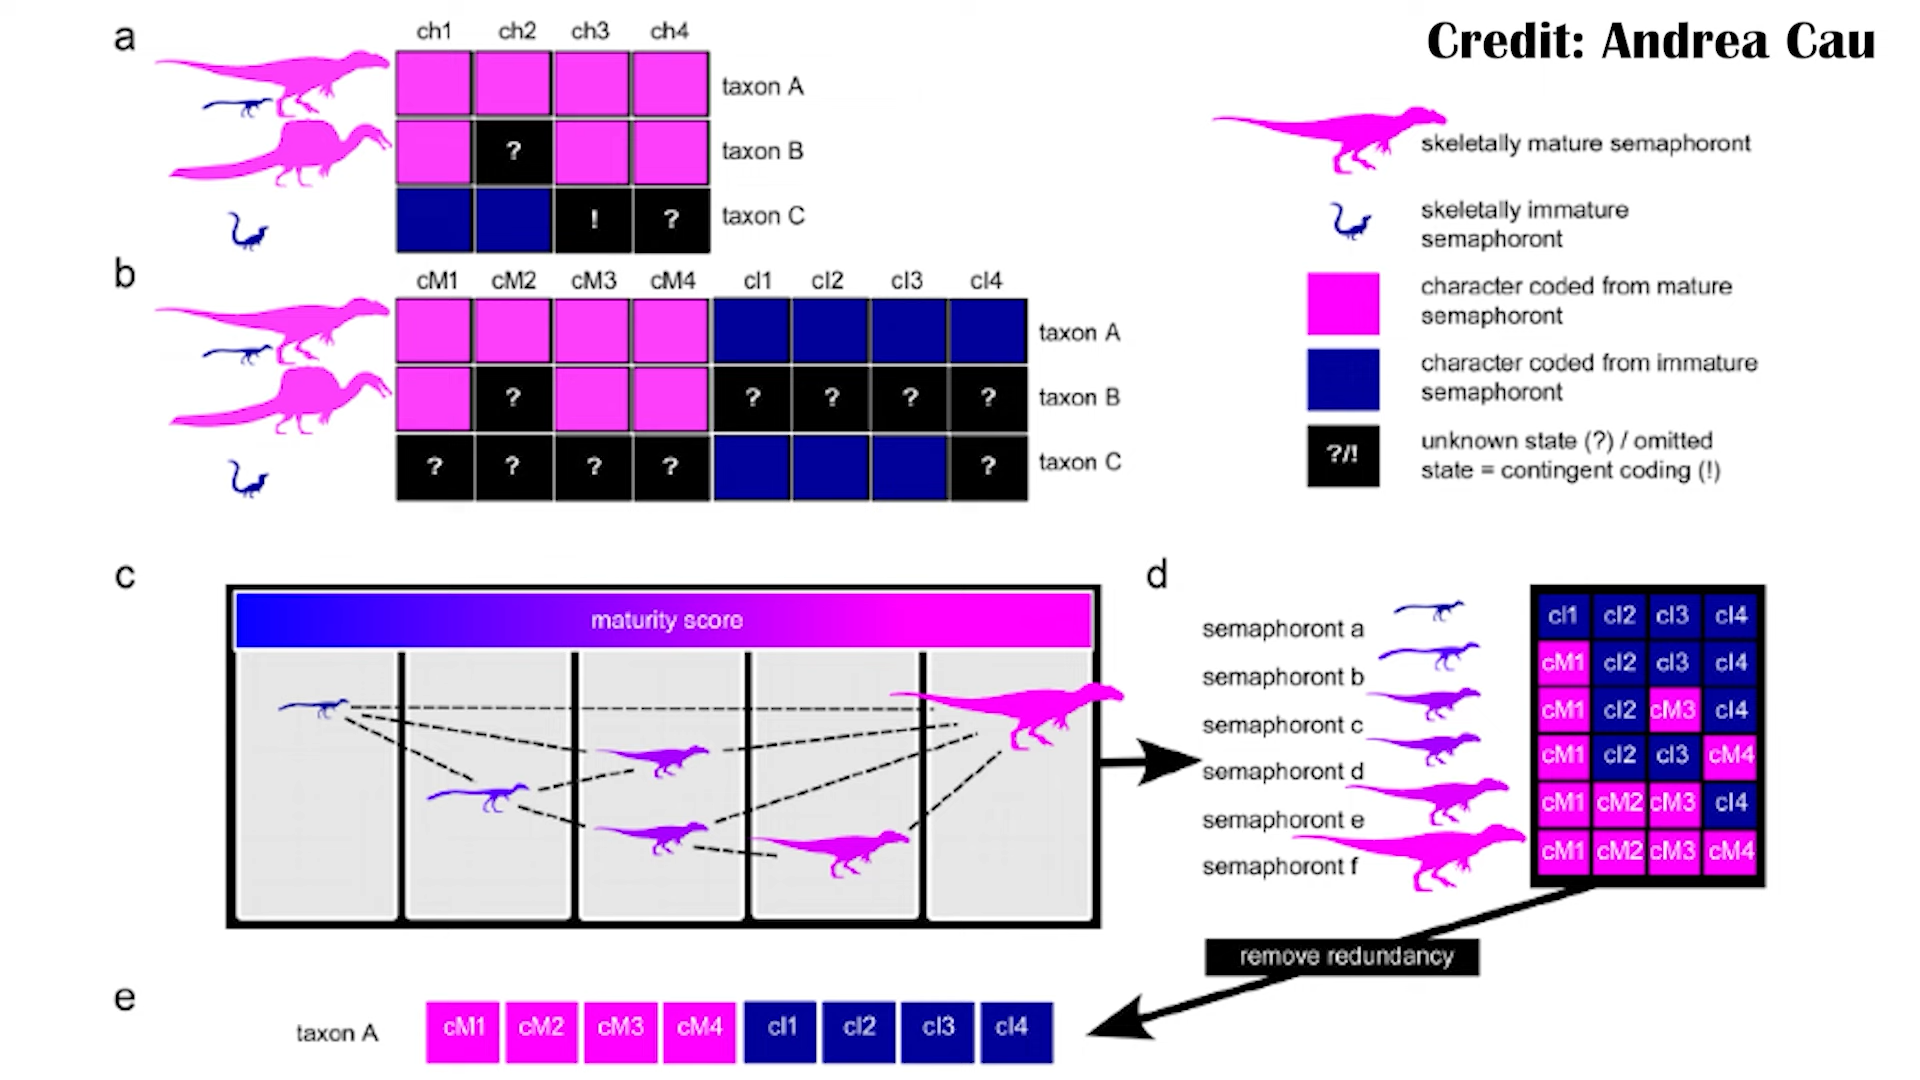 Credit: Andrea Cau
a
ch1 ch2 ch3 ch4
taxon A
? taxon B
! ? taxon C
b
cM1 cM2 cM3 cM4 cI1 cI2 cI3 cI4
taxon A
? ? ? ? ? taxon B
? ? ? ? ? taxon C
skeletally mature semaphoront
skeletally immature
semaphoront
character coded from mature
semaphoront
character coded from immature
semaphoront
?/! unknown state (?) / omitted
state = contingent coding (!)
c
maturity score
d
semaphoront a cI1 cI2 cI3 cI4
semaphoront b cM1 cI2 cI3 cI4
semaphoront c cM1 cI2 cM3 cI4
semaphoront d cM1 cI2 cI3 cM4
semaphoront e cM1 cM2 cM3 cI4
semaphoront f cM1 cM2 cM3 cM4
remove redundancy
e
taxon A cM1 cM2 cM3 cM4 cI1 cI2 cI3 cI4